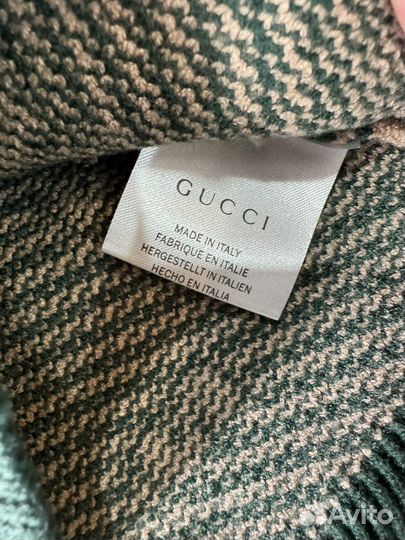 GUCCI
MADE IN ITALY
FABRIQUE EN ITALIE
HERGESTELLT IN ITALIEN
HECHO EN ITALIA
Avito